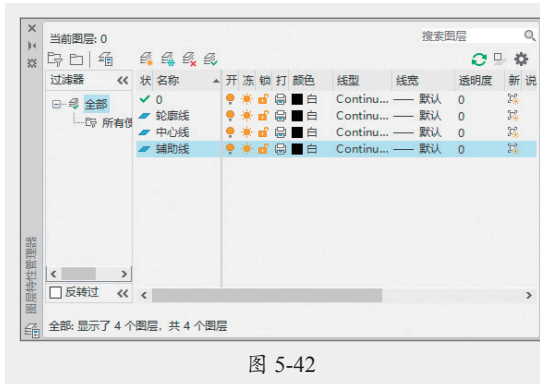 当前图层: 0
搜索图层
过滤器 << 状 名称 开 冻 锁 打 颜色 线型 线宽 透明度 新 说
全部
所有使
0 白 Continu... 默认 0
轮廓线 白 Continu... 默认 0
中心线 白 Continu... 默认 0
辅助线 白 Continu... 默认 0
反转过 <<
图层特性管理器
全部: 显示了 4 个图层，共 4 个图层
图 5-42